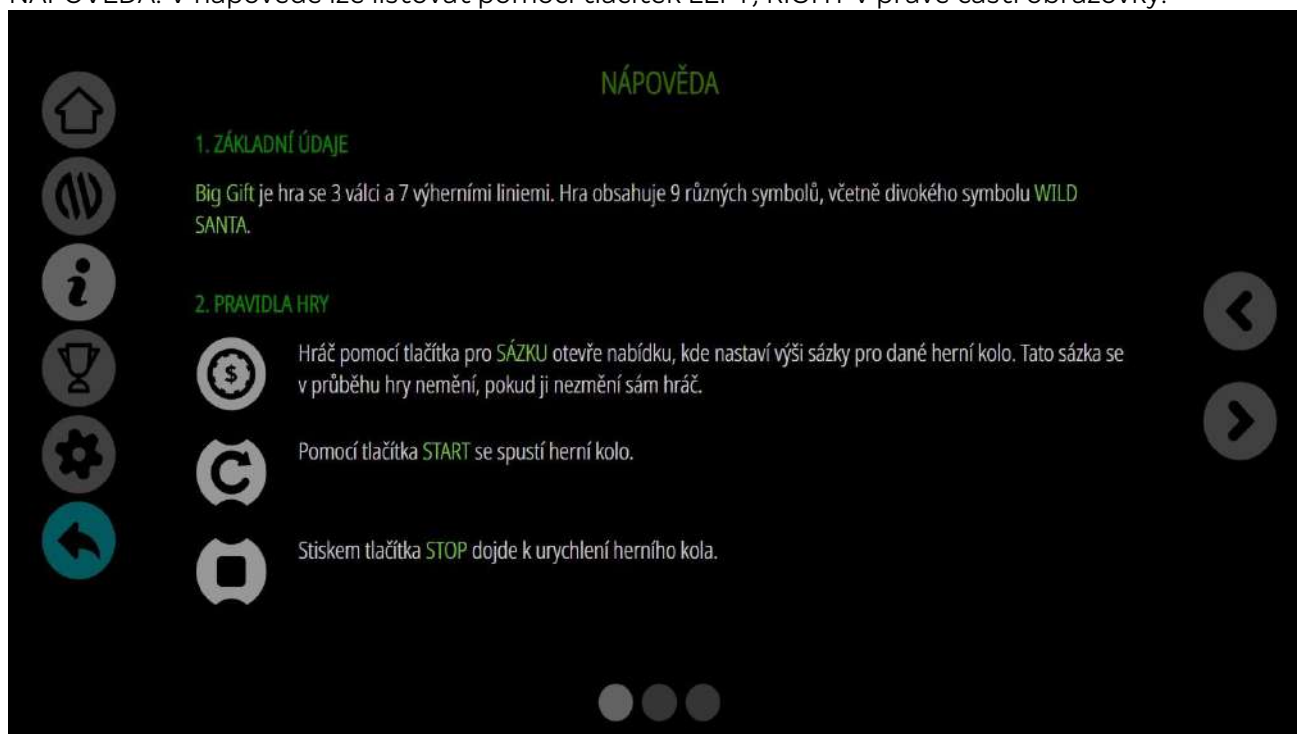 NÁPOVĚDA. V nápovědě lze listovat pomocí tlačítek LEFT, RIGHT v pravé části obrazovky.
NÁPOVĚDA
1. ZÁKLADNÍ ÚDAJE
Big Gift je hra se 3 válci a 7 výherními liniemi. Hra obsahuje 9 různých symbolů, včetně divokého symbolu WILD
SANTA.
2. PRAVIDLA HRY
Hráč pomocí tlačítka pro SÁZKU otevře nabídku, kde nastaví výši sázky pro dané herní kolo. Tato sázka se
v průběhu hry nemění, pokud ji nezmění sám hráč.
Pomocí tlačítka START se spustí herní kolo.
Stiskem tlačítka STOP dojde k urychlení herního kola.